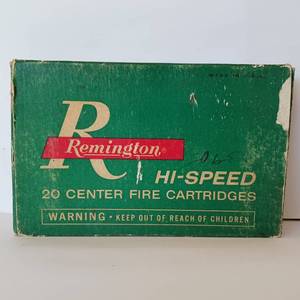 R
Remington®
HI-SPEED
20 CENTER FIRE CARTRIDGES
WARNING • KEEP OUT OF REACH OF CHILDREN